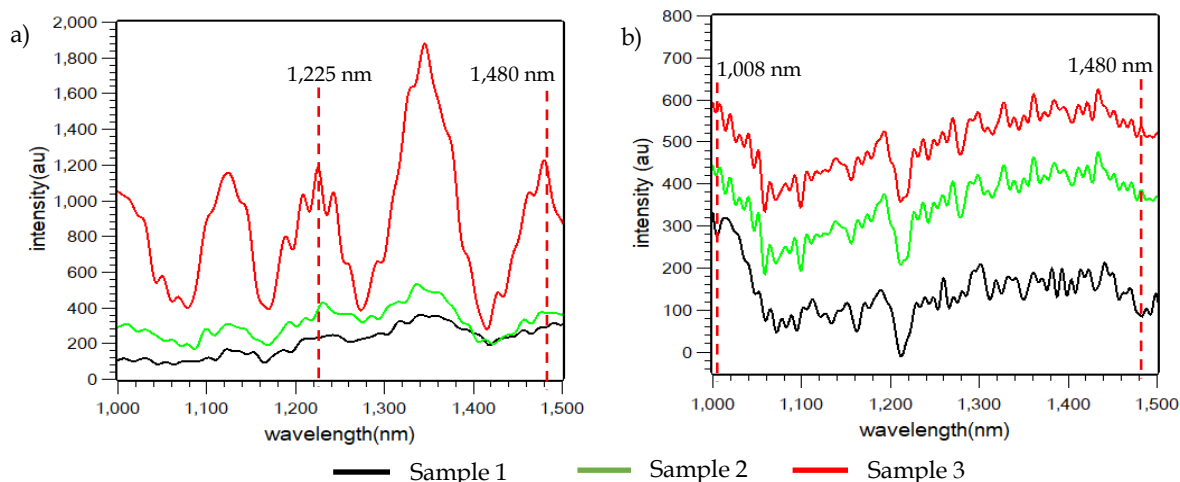 a)
2,000
1,800
1,600
1,400
1,200
1,000
800
600
400
200
0
intensity(au)
1,225 nm
1,480 nm
1,000
1,100
1,200
1,300
1,400
1,500
wavelength(nm)
b)
800
700
600
500
400
300
200
100
0
intensity (au)
1,008 nm
1,480 nm
1,000
1,100
1,200
1,300
1,400
1,500
wavelength(nm)
Sample 1
Sample 2
Sample 3